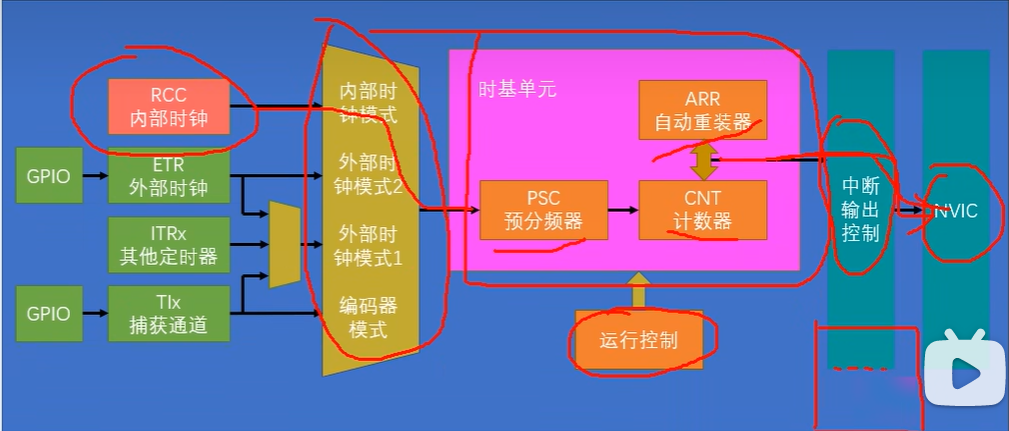 RCC
内部时钟
GPIO
ETR
外部时钟
ITRx
其他定时器
GPIO
TIx
捕获通道
内部时
钟模式
外部时
钟模式2
外部时
钟模式1
编码器
模式
时基单元
ARR
自动重装器
PSC
预分频器
CNT
计数器
运行控制
中断
输出
控制
NVIC